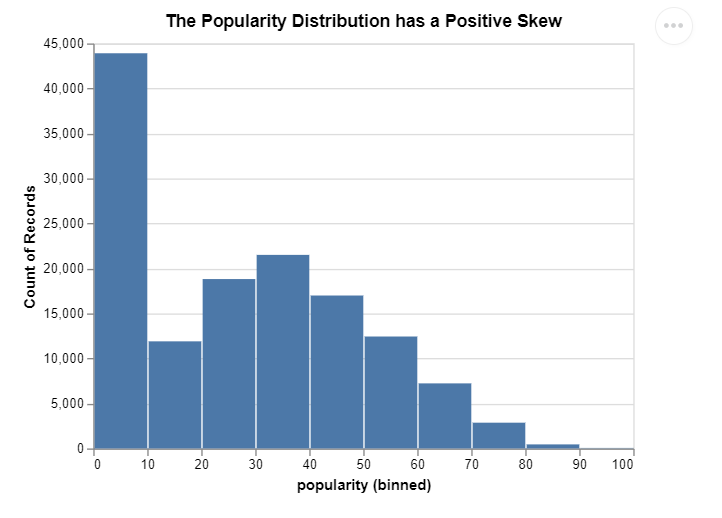 The Popularity Distribution has a Positive Skew
45,000
40,000
35,000
30,000
25,000
20,000
15,000
10,000
5,000
0
Count of Records
0 10 20 30 40 50 60 70 80 90 100
popularity (binned)